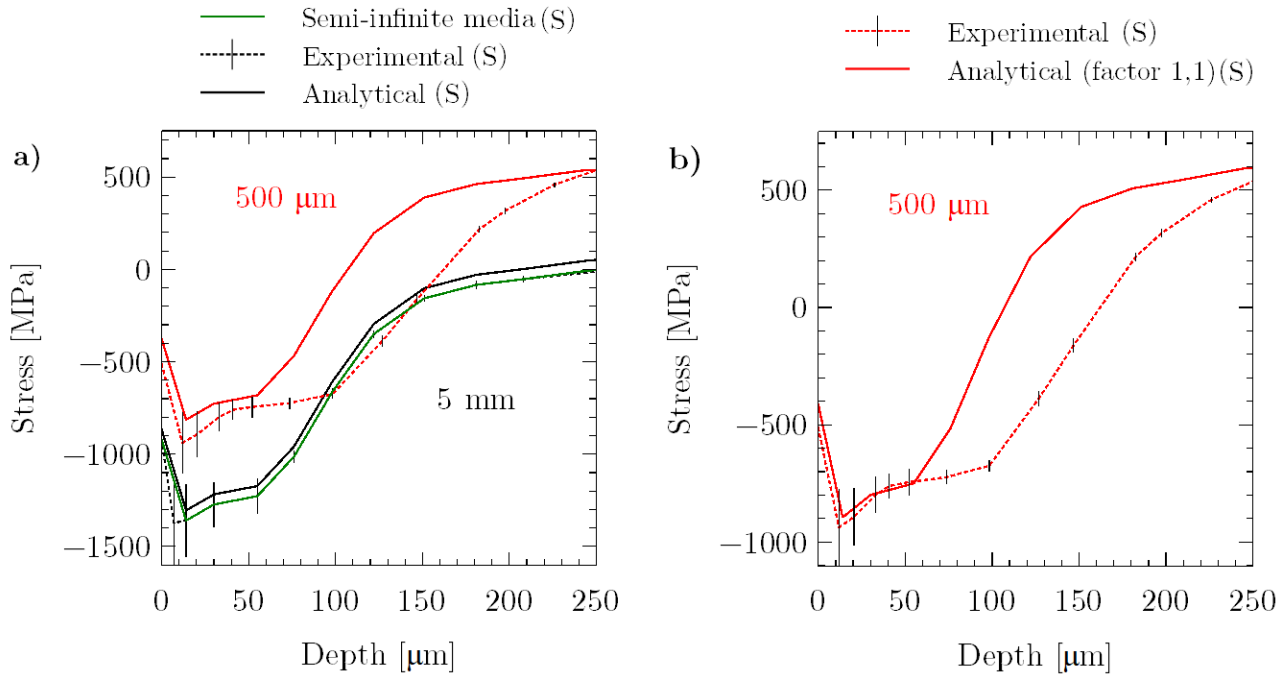 Semi-infinite media (S)
Experimental (S)
Analytical (S)
a)
500 µm
5 mm
500
0
−500
−1000
−1500
Stress [MPa]
0 50 100 150 200 250
Depth [µm]
Experimental (S)
Analytical (factor 1,1)(S)
b)
500 µm
500
0
−500
−1000
Stress [MPa]
0 50 100 150 200 250
Depth [µm]